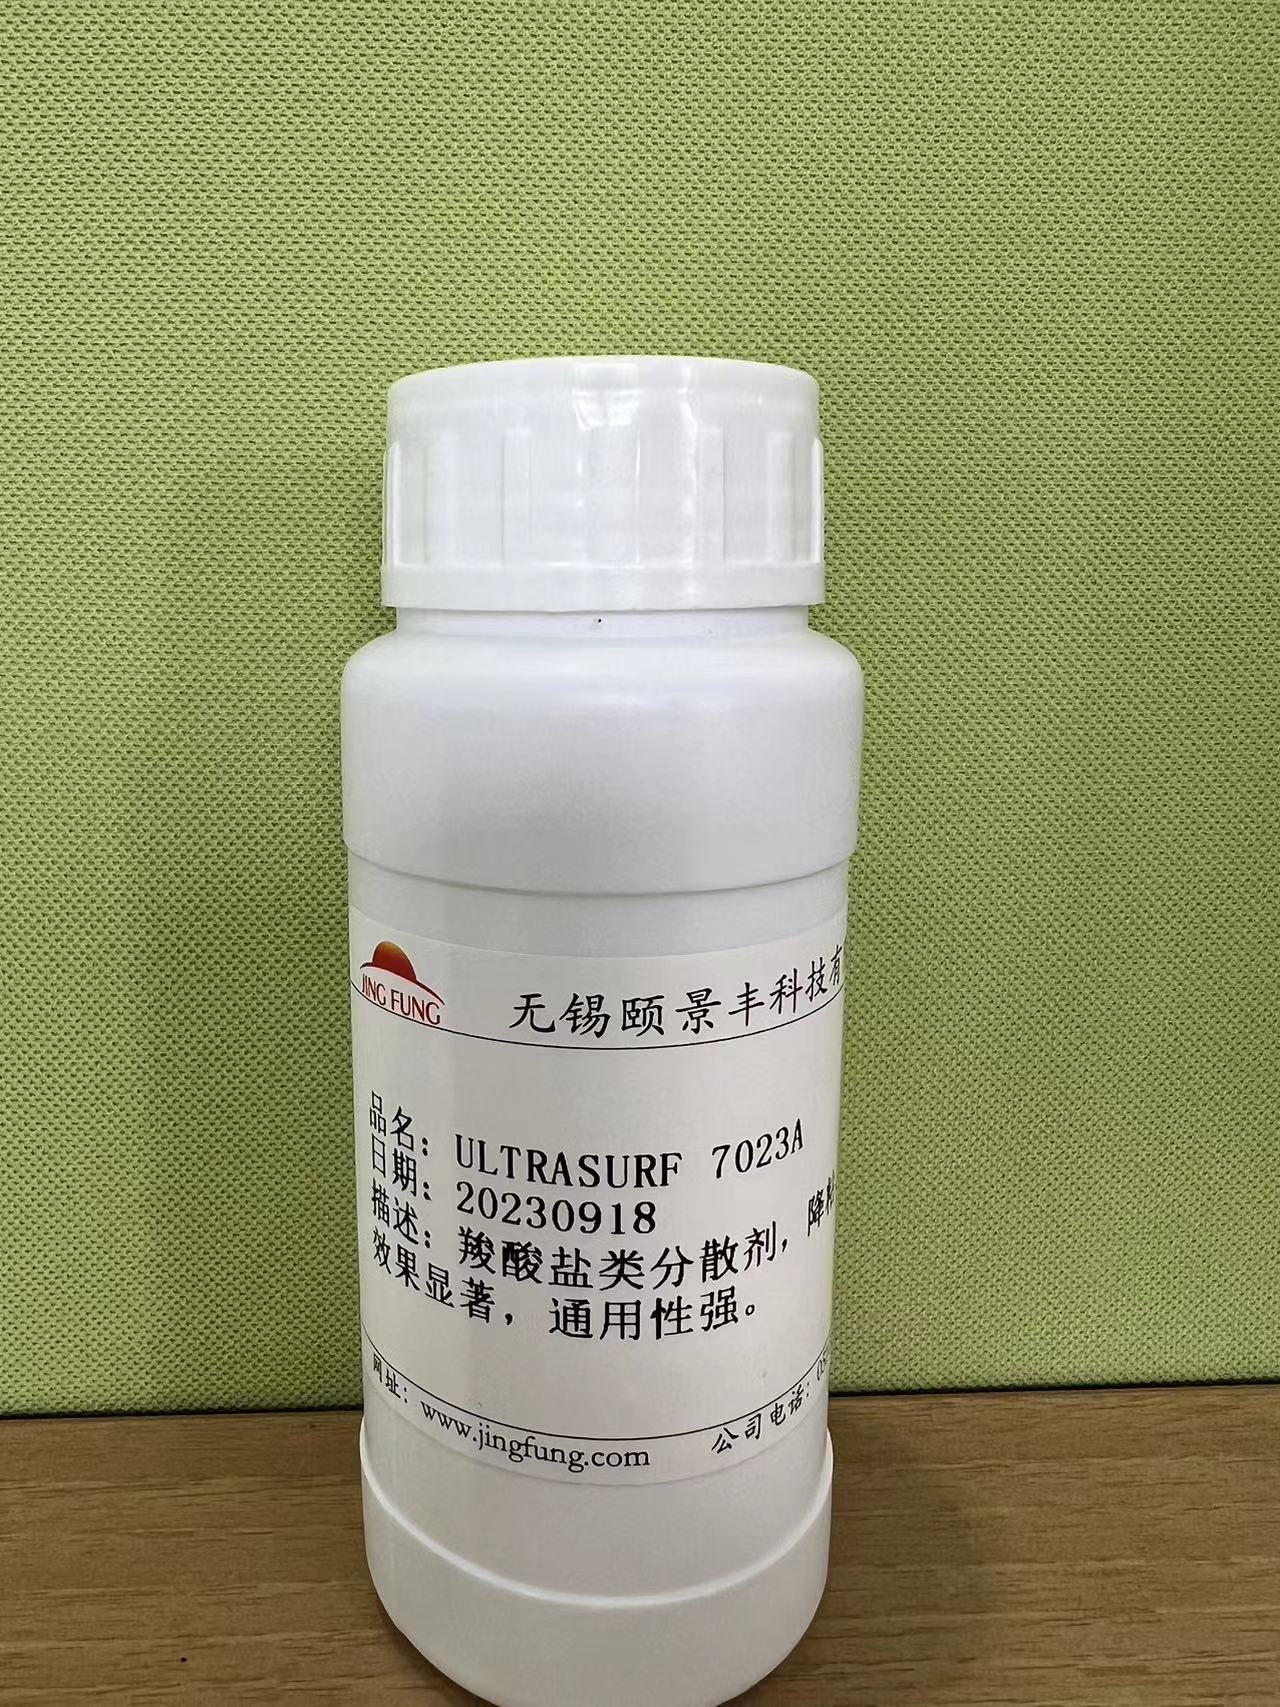 JING FUNG
无锡颐景丰科技有
品名: ULTRASURF 7023A
日期: 20230918
描述: 羧酸盐类分散剂, 降
效果显著, 通用性强。
网址: www.jingfung.com 公司电话: 05